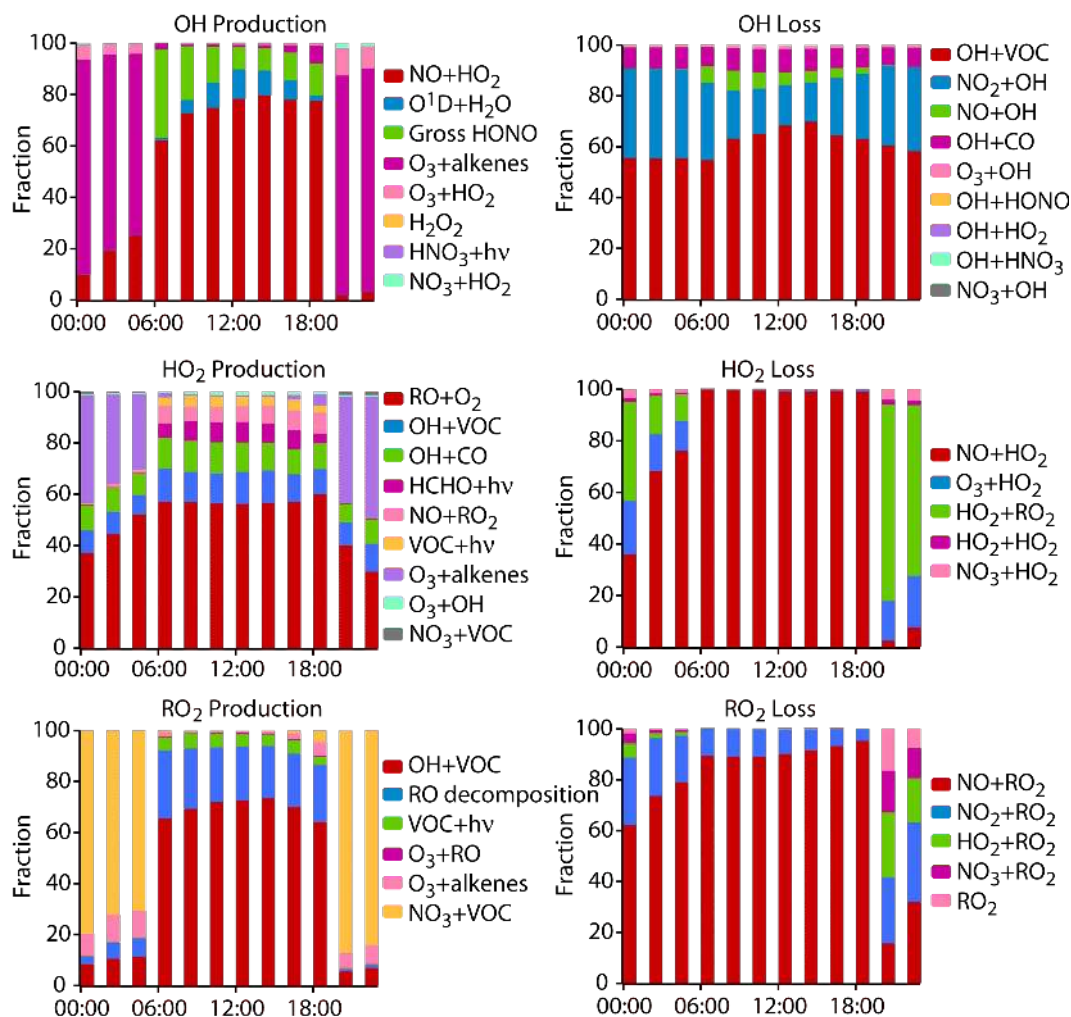 OH Production
Fraction
100
80
60
40
20
0
00:00 06:00 12:00 18:00
NO+HO₂
O¹D+H₂O
Gross HONO
O₃+alkenes
O₃+HO₂
H₂O₂
HNO₃+hν
NO₃+HO₂
OH Loss
Fraction
100
80
60
40
20
0
00:00 06:00 12:00 18:00
OH+VOC
NO₂+OH
NO+OH
OH+CO
O₃+OH
OH+HONO
OH+HO₂
OH+HNO₃
NO₃+OH
HO₂ Production
Fraction
100
80
60
40
20
0
00:00 06:00 12:00 18:00
RO+O₂
OH+VOC
OH+CO
HCHO+hν
NO+RO₂
VOC+hν
O₃+alkenes
O₃+OH
NO₃+VOC
HO₂ Loss
Fraction
100
80
60
40
20
0
00:00 06:00 12:00 18:00
NO+HO₂
O₃+HO₂
HO₂+RO₂
HO₂+HO₂
NO₃+HO₂
RO₂ Production
Fraction
100
80
60
40
20
0
00:00 06:00 12:00 18:00
OH+VOC
RO decomposition
VOC+hν
O₃+RO
O₃+alkenes
NO₃+VOC
RO₂ Loss
Fraction
100
80
60
40
20
0
00:00 06:00 12:00 18:00
NO+RO₂
NO₂+RO₂
HO₂+RO₂
NO₃+RO₂
RO₂